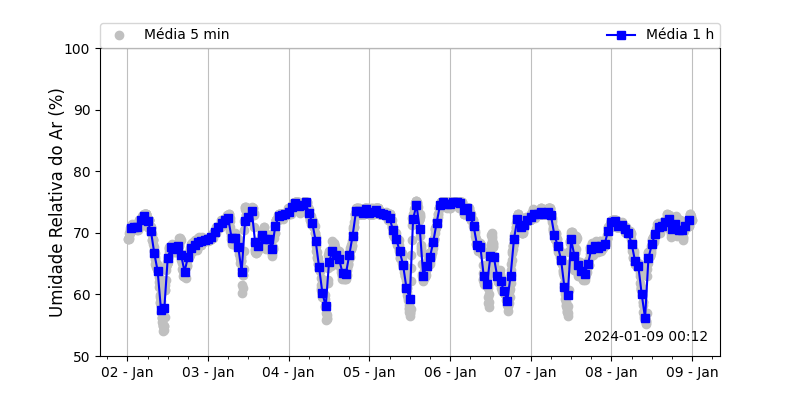 Média 5 min
Média 1 h
Umidade Relativa do Ar (%)
100
90
80
70
60
50
2024-01-09 00:12
02 - Jan
03 - Jan
04 - Jan
05 - Jan
06 - Jan
07 - Jan
08 - Jan
09 - Jan